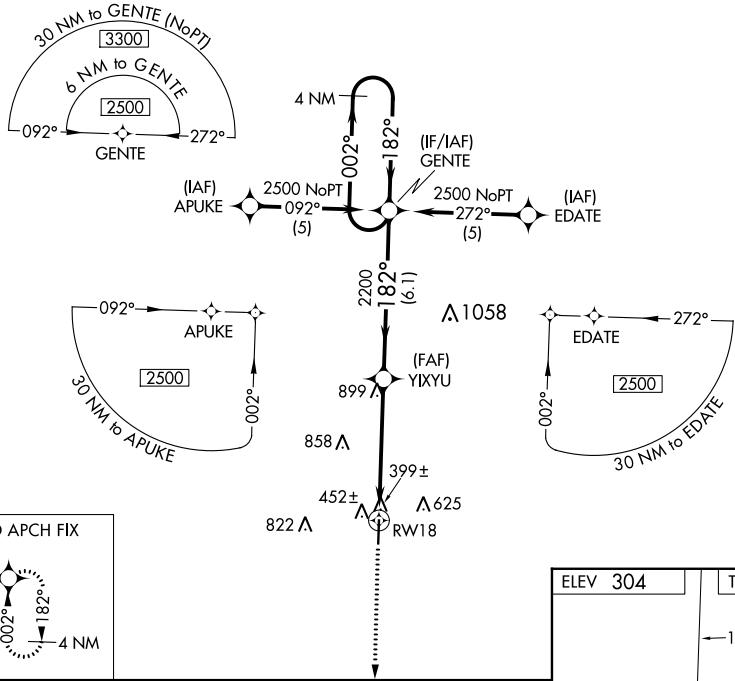 30 NM to GENTE (NoPT)
3300
6 NM to GENTE
2500
092°
272°
GENTE
4 NM
002°
182°
(IF/IAF)
GENTE
(IAF)
APUKE
2500 NoPT
092°
(5)
2500 NoPT
272°
(5)
(IAF)
EDATE
2200
182°
(6.1)
1058
092°
APUKE
2500
002°
30 NM to APUKE
272°
EDATE
2500
002°
30 NM to EDATE
(FAF)
YIXYU
899
858
399±
452±
625
822
RW18
APCH FIX
002°
182°
4 NM
ELEV 304
T
1